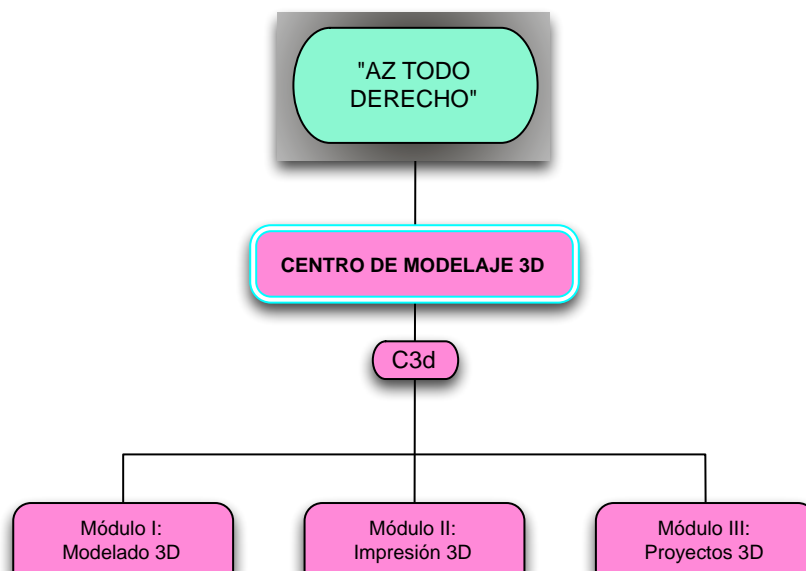 "AZ TODO
DERECHO"
CENTRO DE MODELAJE 3D
C3d
Módulo I:
Modelado 3D
Módulo II:
Impresión 3D
Módulo III:
Proyectos 3D